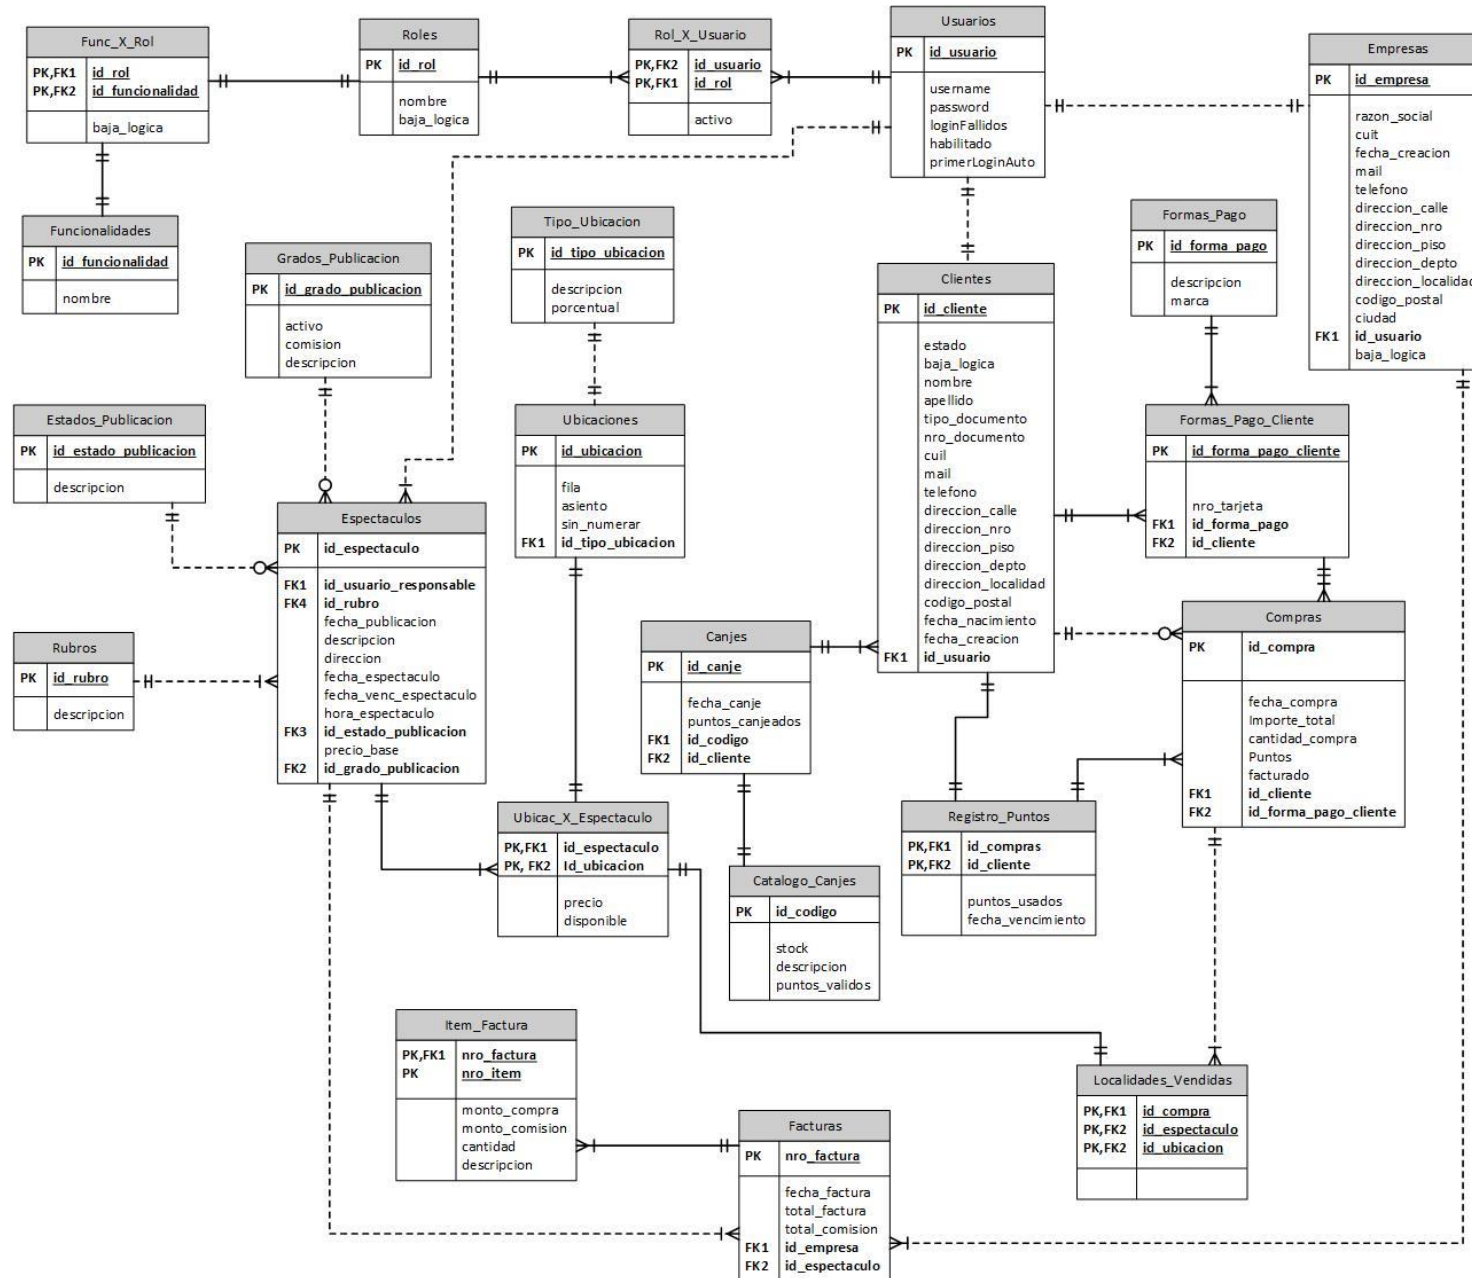 Func_X_Rol
PK,FK1 id_rol
PK,FK2 id_funcionalidad
baja_logica
Roles
PK id_rol
nombre
baja_logica
Rol_X_Usuario
PK,FK2 id_usuario
PK,FK1 id_rol
activo
Usuarios
PK id_usuario
username
password
loginFallidos
habilitado
primerLoginAuto
Empresas
PK id_empresa
razon_social
cuit
fecha_creacion
mail
telefono
direccion_calle
direccion_nro
direccion_piso
direccion_depto
direccion_localidad
codigo_postal
ciudad
FK1 id_usuario
baja_logica
Funcionalidades
PK id_funcionalidad
nombre
Grados_Publicacion
PK id_grado_publicacion
activo
comision
descripcion
Tipo_Ubicacion
PK id_tipo_ubicacion
descripcion
porcentual
Formas_Pago
PK id_forma_pago
descripcion
marca
Clientes
PK id_cliente
estado
baja_logica
nombre
apellido
tipo_documento
nro_documento
cuil
mail
telefono
direccion_calle
direccion_nro
direccion_piso
direccion_depto
direccion_localidad
codigo_postal
fecha_nacimiento
fecha_creacion
FK1 id_usuario
Estados_Publicacion
PK id_estado_publicacion
descripcion
Ubicaciones
PK id_ubicacion
fila
asiento
sin_numerar
FK1 id_tipo_ubicacion
Formas_Pago_Cliente
PK id_forma_pago_cliente
nro_tarjeta
FK1 id_forma_pago
FK2 id_cliente
Espectaculos
PK id_espectaculo
FK1 id_usuario_responsable
FK4 id_rubro
fecha_publicacion
descripcion
direccion
fecha_espectaculo
fecha_venc_espectaculo
hora_espectaculo
FK3 id_estado_publicacion
precio_base
FK2 id_grado_publicacion
Rubros
PK id_rubro
descripcion
Canjes
PK id_canje
fecha_canje
puntos_canjeados
FK1 id_codigo
FK2 id_cliente
Compras
PK id_compra
fecha_compra
Importe_total
cantidad_compra
Puntos
facturado
FK1 id_cliente
FK2 id_forma_pago_cliente
Ubicac_X_Espectaculo
PK,FK1 id_espectaculo
PK, FK2 Id_ubicacion
precio
disponible
Registro_Puntos
PK,FK1 id_compras
PK,FK2 id_cliente
puntos_usados
fecha_vencimiento
Catalogo_Canjes
PK id_codigo
stock
descripcion
puntos_validos
Item_Factura
PK,FK1 nro_factura
PK nro_item
monto_compra
monto_comision
cantidad
descripcion
Localidades_Vendidas
PK,FK1 id_compra
PK,FK2 id_espectaculo
PK,FK2 id_ubicacion
Facturas
PK nro_factura
fecha_factura
total_factura
total_comision
FK1 id_empresa
FK2 id_espectaculo